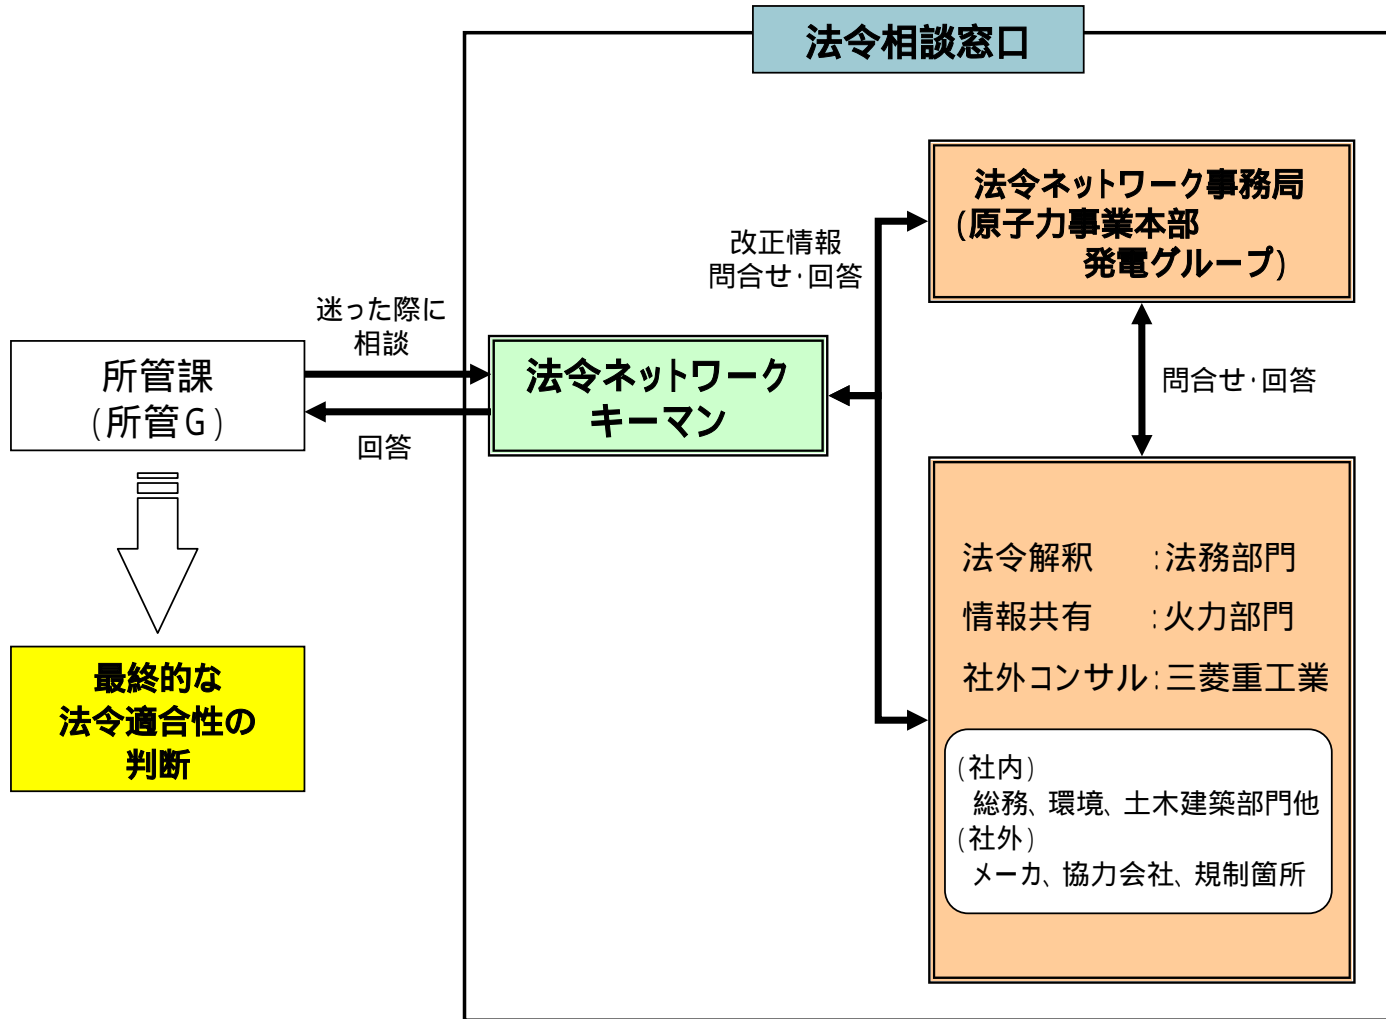 法令相談窓口
法令ネットワーク事務局
(原子力事業本部
発電グループ)
改正情報
問合せ・回答
迷った際に
相談
所管課
(所管G)
回答
法令ネットワーク
キーマン
問合せ・回答
最終的な
法令適合性の
判断
法令解釈 :法務部門
情報共有 :火力部門
社外コンサル:三菱重工業
(社内)
総務、環境、土木建築部門他
(社外)
メーカ、協力会社、規制箇所